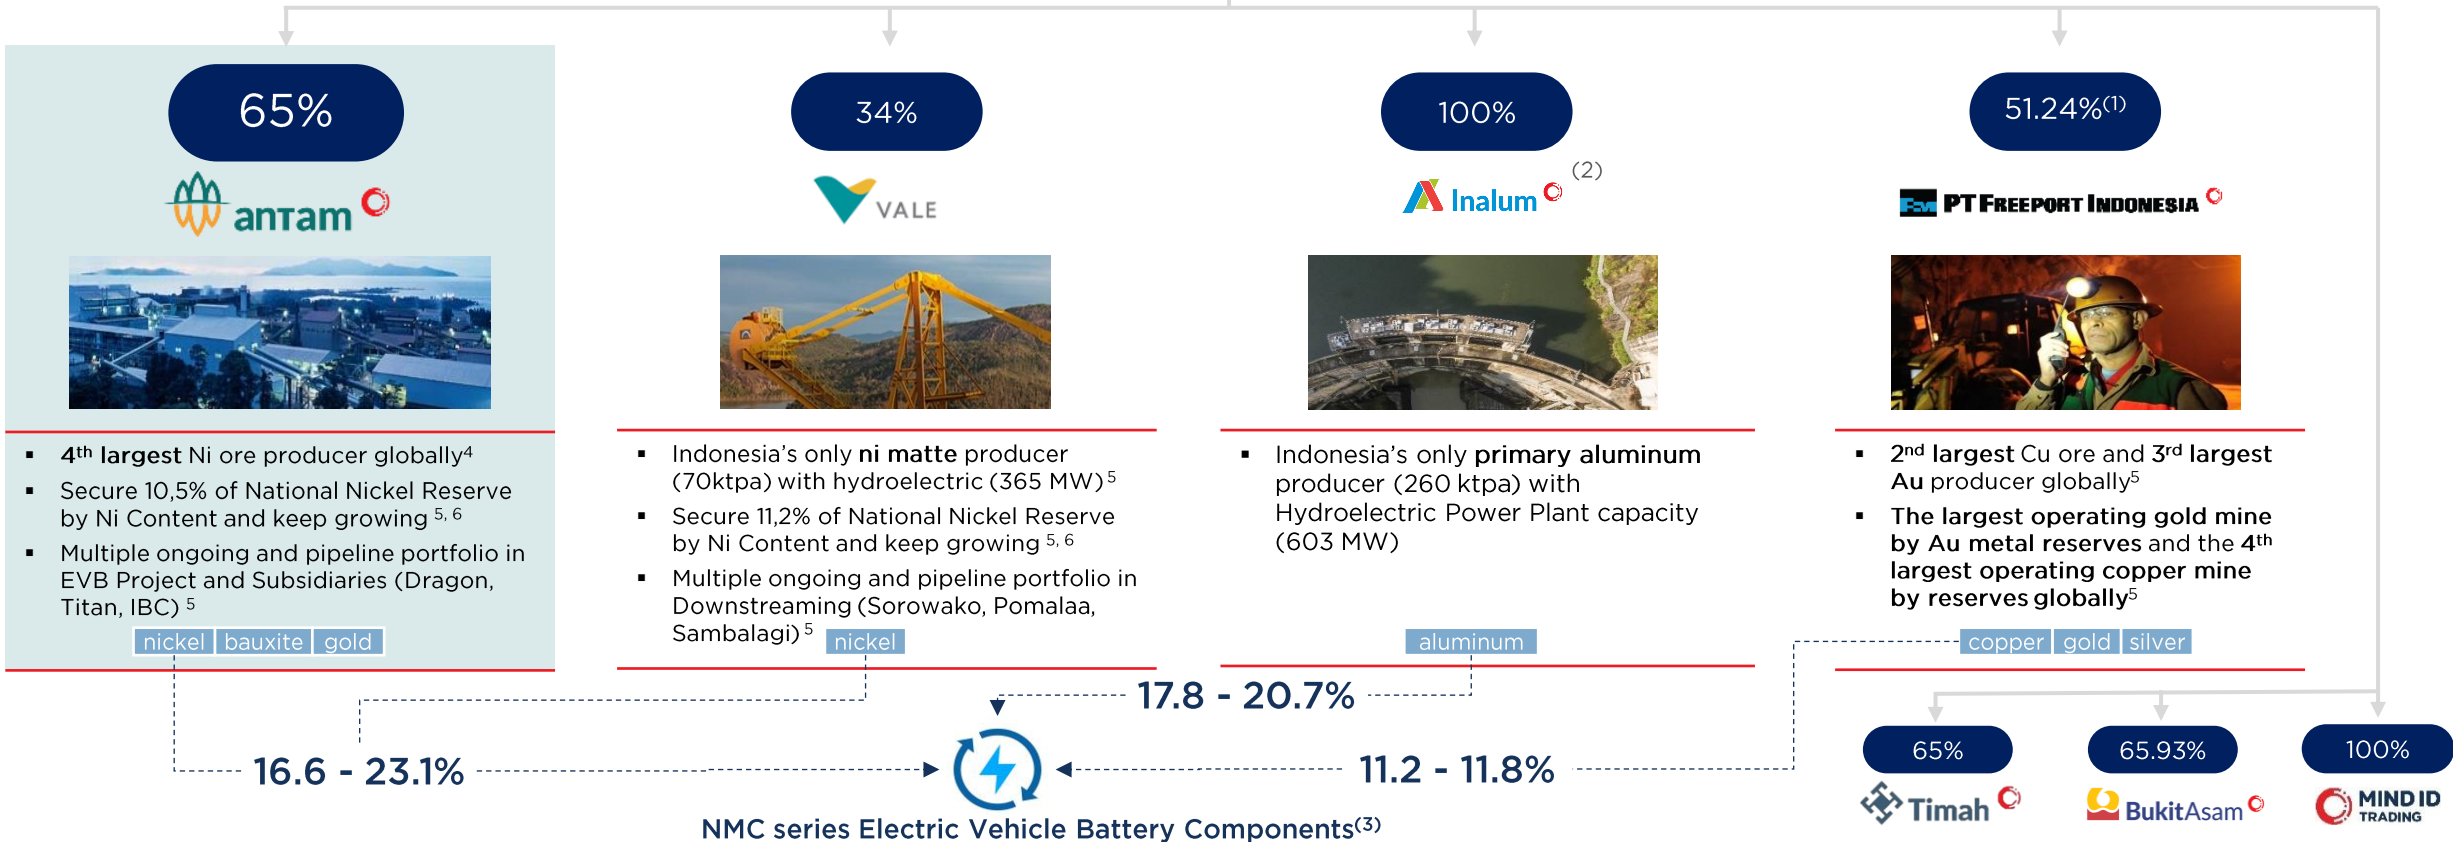 65%
antam
4th largest Ni ore producer globally4
Secure 10,5% of National Nickel Reserve
by Ni Content and keep growing 5, 6
Multiple ongoing and pipeline portfolio in
EVB Project and Subsidiaries (Dragon,
Titan, IBC) 5
nickel bauxite gold
34%
VALE
Indonesia's only ni matte producer
(70ktpa) with hydroelectric (365 MW) 5
Secure 11,2% of National Nickel Reserve
by Ni Content and keep growing 5, 6
Multiple ongoing and pipeline portfolio in
Downstreaming (Sorowako, Pomalaa,
Sambalagi) 5
nickel
100%
Inalum (2)
Indonesia's only primary aluminum
producer (260 ktpa) with
Hydroelectric Power Plant capacity
(603 MW)
aluminum
51.24%(1)
FCX PT FREEPORT INDONESIA
2nd largest Cu ore and 3rd largest
Au producer globally5
The largest operating gold mine
by Au metal reserves and the 4th
largest operating copper mine
by reserves globally5
copper gold silver
17.8 - 20.7%
16.6 - 23.1%
11.2 - 11.8%
NMC series Electric Vehicle Battery Components(3)
65%
Timah
65.93%
BukitAsam
100%
MIND ID
TRADING